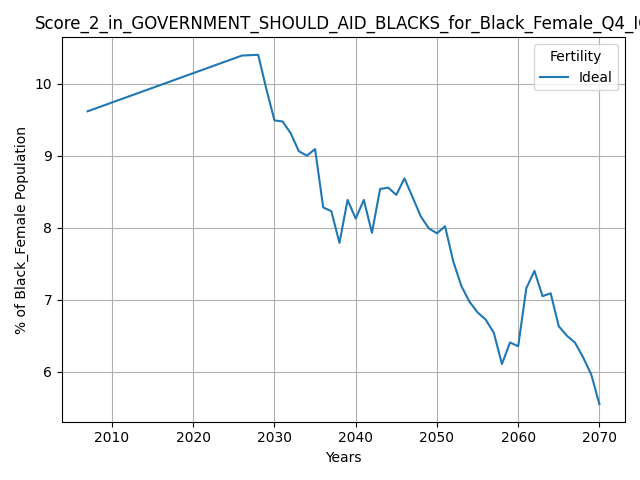 Score_2_in_GOVERNMENT_SHOULD_AID_BLACKS_for_Black_Female_Q4_I
Fertility
Ideal
% of Black_Female Population
10
9
8
7
6
2010 2020 2030 2040 2050 2060 2070
Years